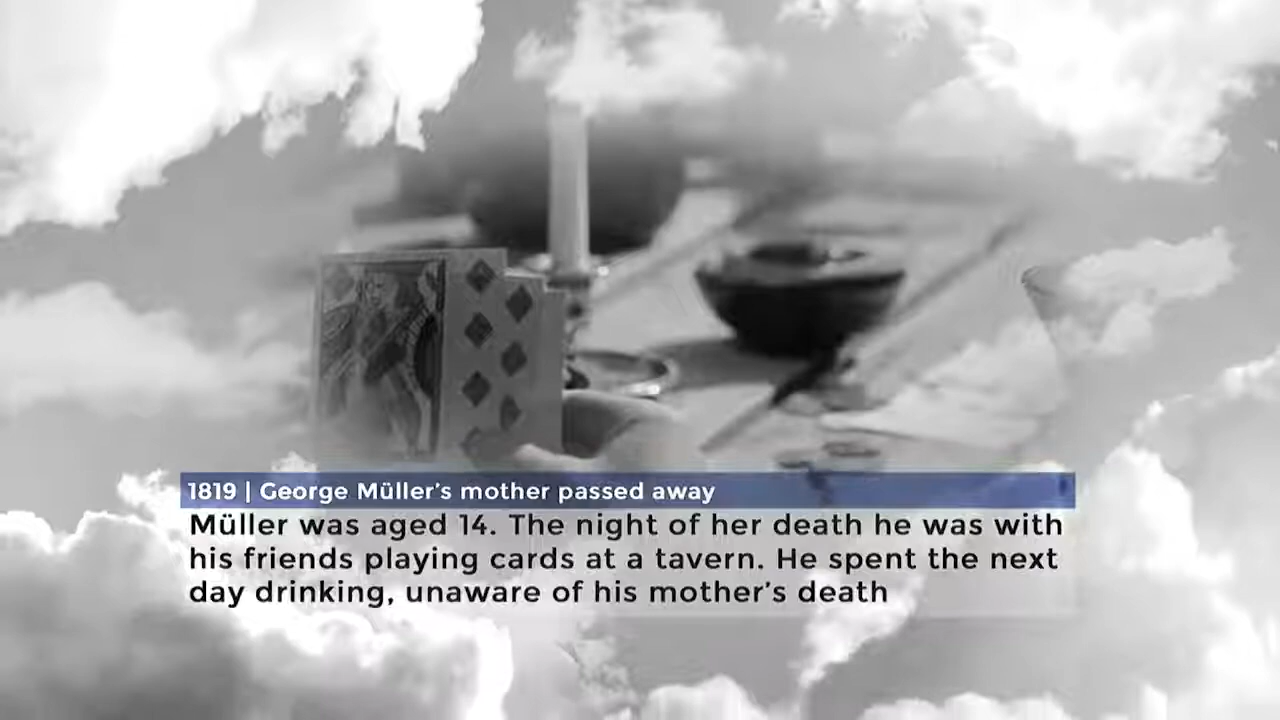 1819 | George Müller's mother passed away
Müller was aged 14. The night of her death he was with
his friends playing cards at a tavern. He spent the next
day drinking, unaware of his mother's death